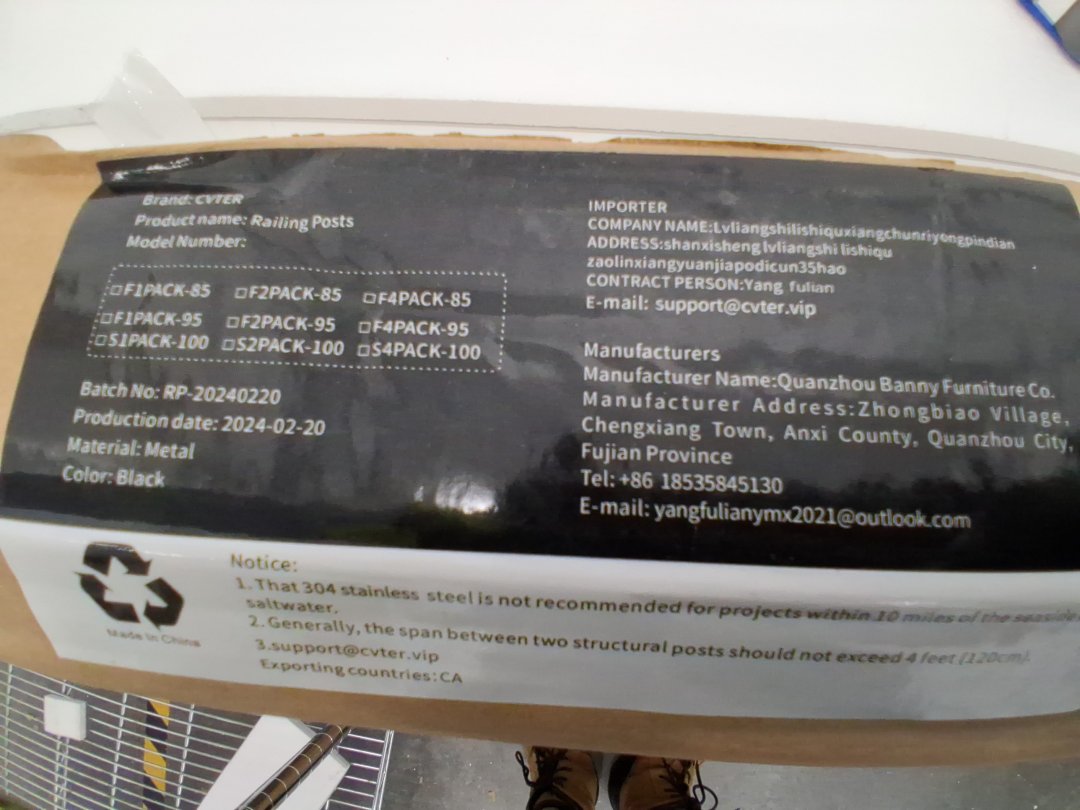 Brand: CVTER
Product name: Railing Posts
Model Number:
□F1PACK-85 □F2PACK-85 □F4PACK-85
□F1PACK-95 □F2PACK-95 □F4PACK-95
□S1PACK-100 □S2PACK-100 □S4PACK-100
Batch No: RP-20240220
Production date: 2024-02-20
Material: Metal
Color: Black
IMPORTER
COMPANY NAME:Lvliangshilishiquxiangchunriyongpindian
ADDRESS:shanxisheng lvliangshi lishiqu
zaolinxiangyuanjiapodicun35hao
CONTRACT PERSON:Yang fulian
E-mail: support@cvter.vip
Manufacturers
Manufacturer Name:Quanzhou Banny Furniture Co.
Manufacturer Address:Zhongbiao Village,
Chengxiang Town, Anxi County, Quanzhou City,
Fujian Province
Tel: +86 18535845130
E-mail: yangfulianymx2021@outlook.com
Made In China
Notice:
1. That 304 stainless steel is not recommended for projects within 10 miles of the seaside
saltwater.
2. Generally, the span between two structural posts should not exceed 4 feet (120cm).
3.support@cvter.vip
Exporting countries:CA